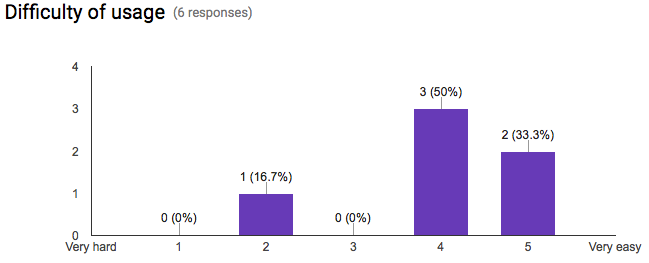 Difficulty of usage (6 responses)
4
3 (50%)
3
2 (33.3%)
2
1 (16.7%)
1
0 (0%) 0 (0%)
0
Very hard 1 2 3 4 5 Very easy